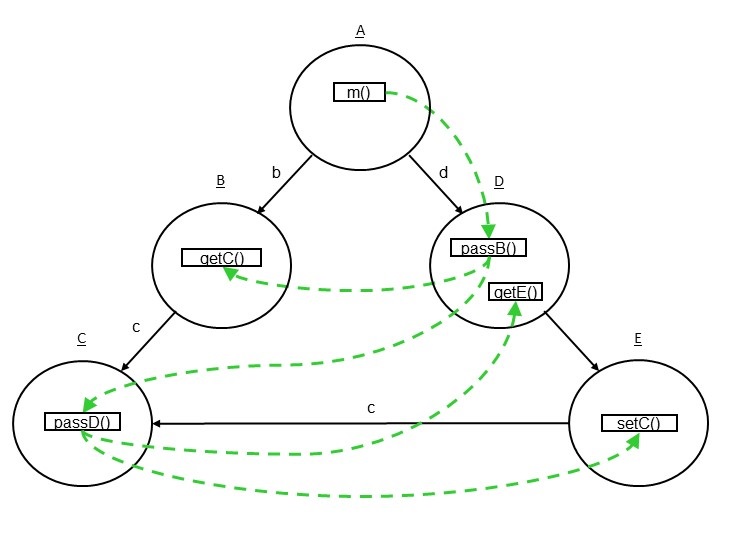 A
m()
b
d
B
D
getC()
passB()
getE()
c
C
E
c
passD()
setC()